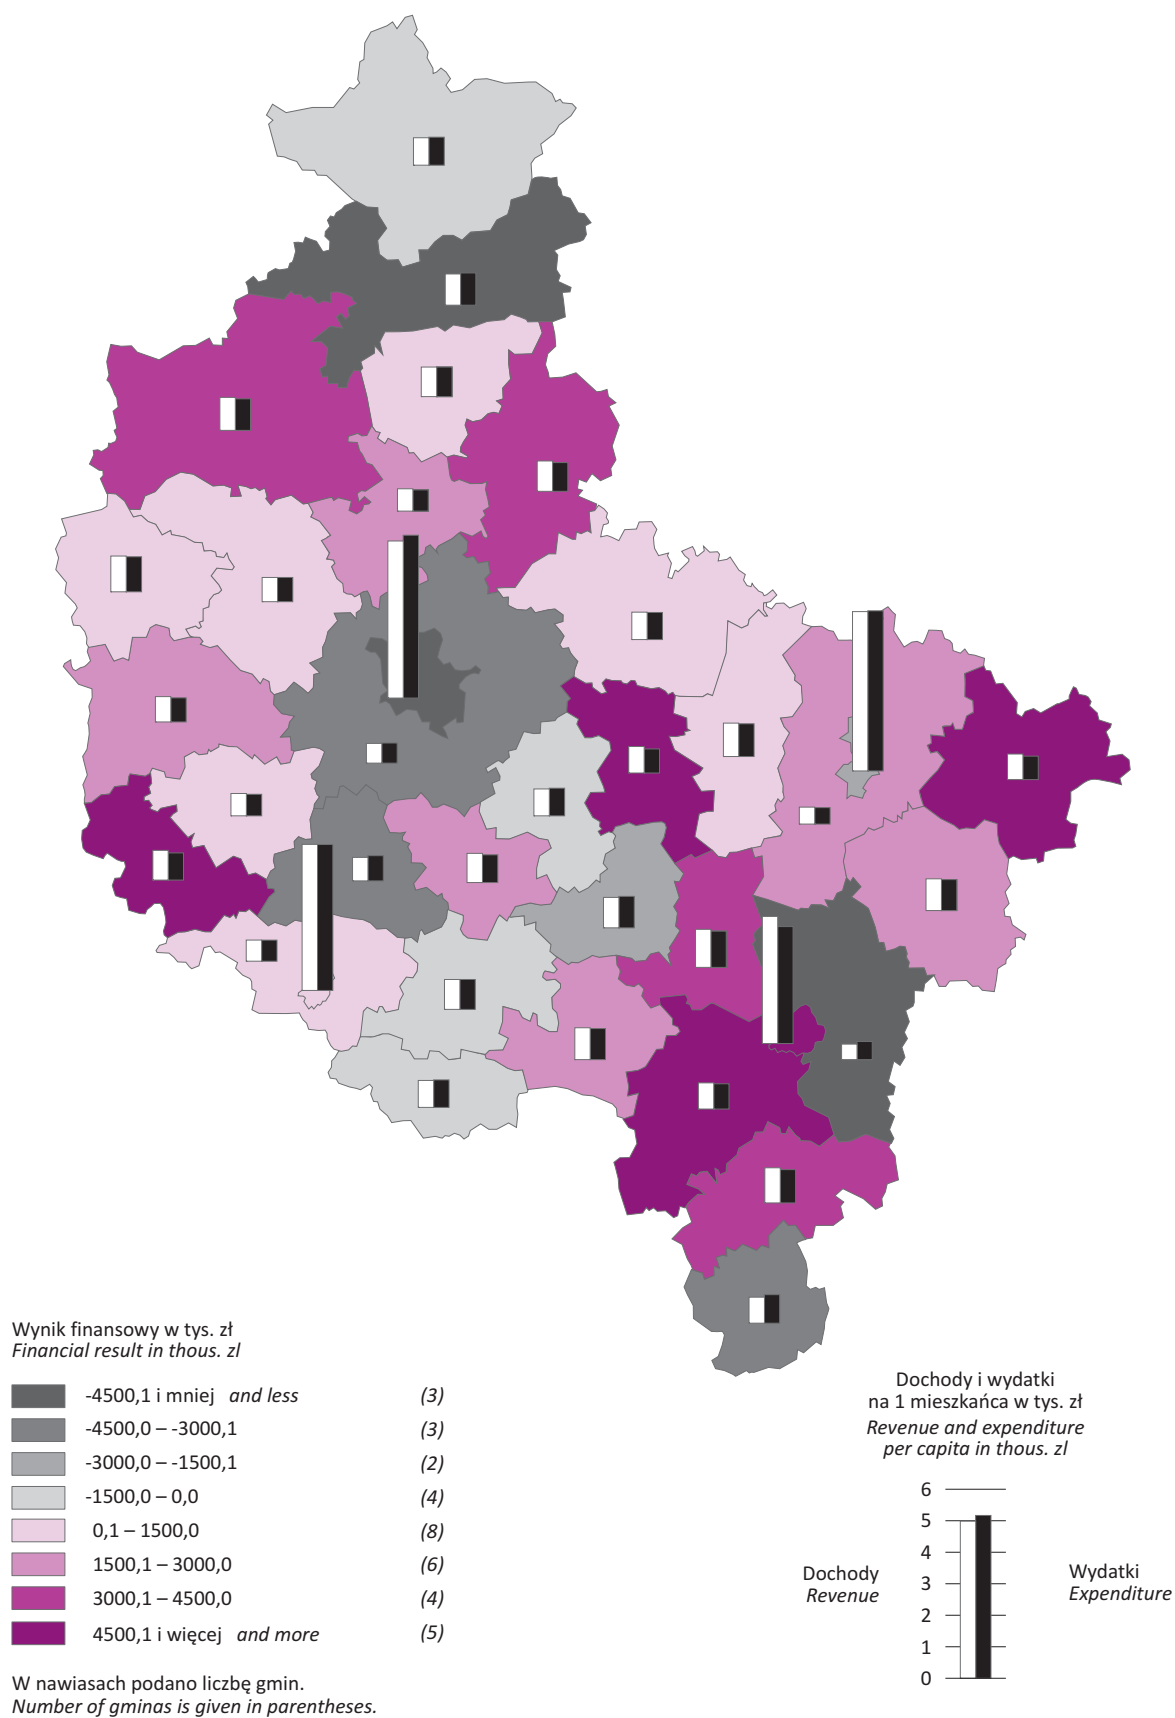 Wynik finansowy w tys. zł
Financial result in thous. zl
-4500,1 i mniej and less (3)
-4500,0 – -3000,1 (3)
-3000,0 – -1500,1 (2)
-1500,0 – 0,0 (4)
0,1 – 1500,0 (8)
1500,1 – 3000,0 (6)
3000,1 – 4500,0 (4)
4500,1 i więcej and more (5)
W nawiasach podano liczbę gmin.
Number of gminas is given in parentheses.
Dochody i wydatki
na 1 mieszkańca w tys. zł
Revenue and expenditure
per capita in thous. zl
6
5
4
3
2
1
0
Dochody
Revenue
Wydatki
Expenditure